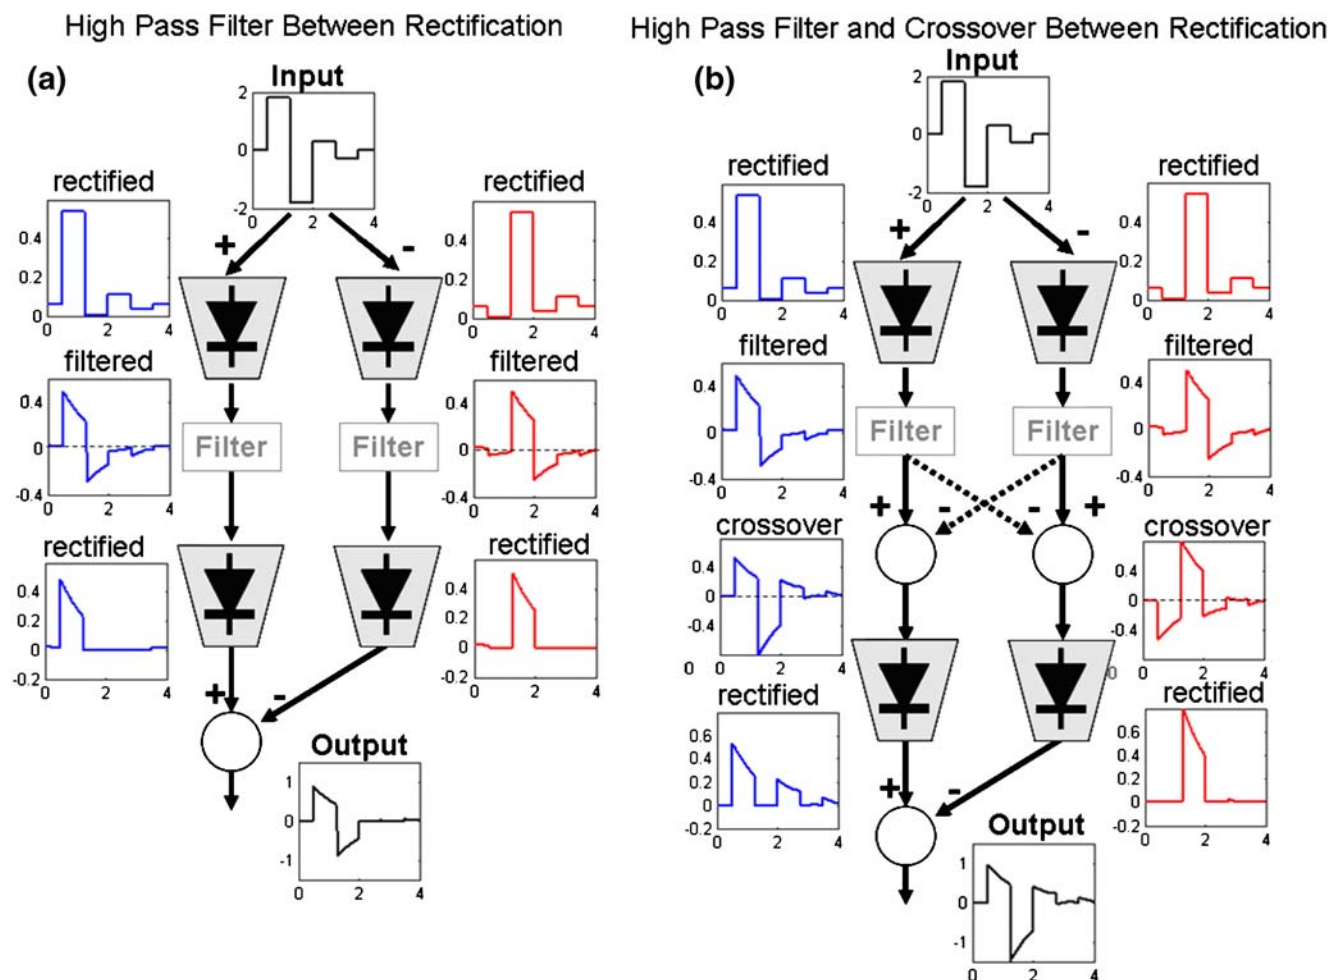 High Pass Filter Between Rectification
(a)
Input
2
0
-2
0 2 4
rectified
0.4
0.2
0
0 2 4
rectified
0.4
0.2
0
0 2 4
+
-
filtered
0.4
0
-0.4
0 2 4
filtered
0.4
0
-0.4
0 2 4
Filter
Filter
rectified
0.4
0.2
0
-0.2
0 2 4
rectified
0.4
0.2
0
-0.2
0 2 4
+
-
Output
1
0
-1
0 2 4
High Pass Filter and Crossover Between Rectification
(b)
Input
2
0
-2
0 2 4
rectified
0.4
0.2
0
0 2 4
rectified
0.4
0.2
0
0 2 4
+
-
filtered
0.4
0
-0.4
0 2 4
filtered
0.4
0
-0.4
0 2 4
Filter
Filter
+
-
-
+
crossover
0.4
0
-0.4
0 2 4
crossover
0.4
0
-0.4
0 2 4
0
0
rectified
0.6
0.4
0.2
0
-0.2
0 2 4
rectified
0.6
0.4
0.2
0
-0.2
0 2 4
+
-
Output
1
0
-1
0 2 4